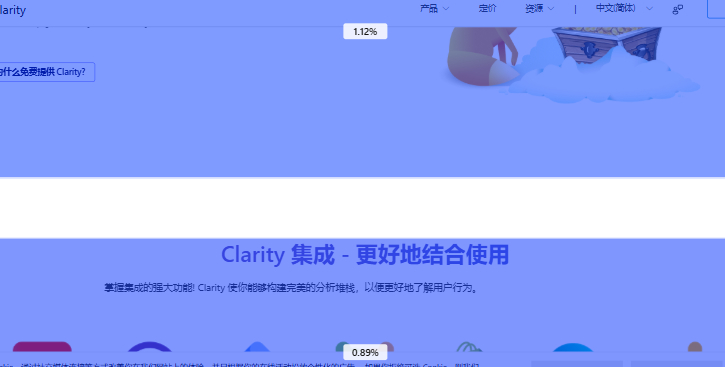 larity
产品 定价 资源 | 中文(简体)
1.12%
什么免费提供 Clarity?
Clarity 集成 - 更好地结合使用
掌握集成的强大功能! Clarity 使你能够构建完美的分析堆栈，以便更好地了解用户行为。
0.89%